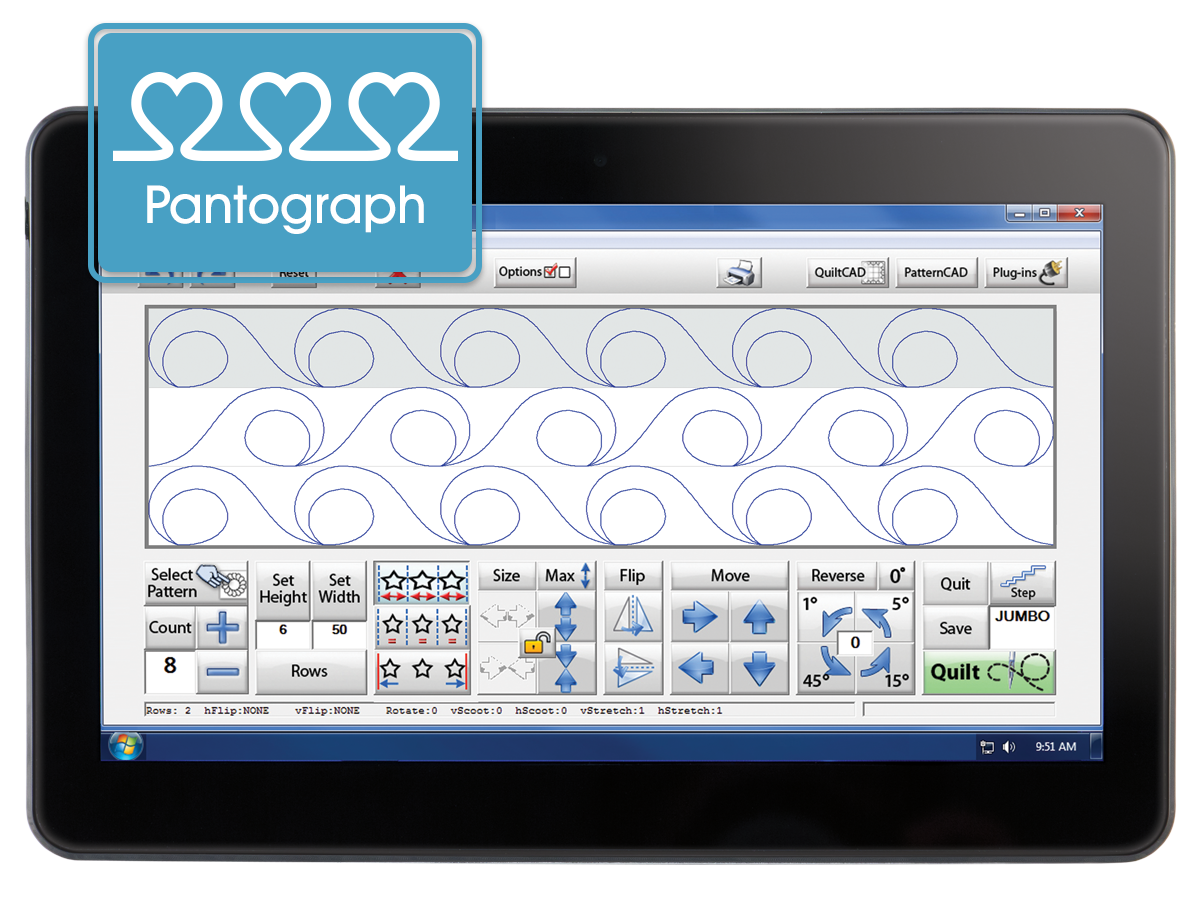 Pantograph
Reset
Options
QuiltCAD
PatternCAD
Plug-ins
Select
Pattern
Set
Height
Set
Width
Size
Max
Flip
Move
Reverse
0°
Quit
Step
Count
6
50
1°
5°
0
Save
JUMBO
8
Rows
45°
15°
Quilt
Rows: 2 hFlip:NONE vFlip:NONE Rotate:0 vScoot:0 hScoot:0 vStretch:1 hStretch:1
9:51 AM